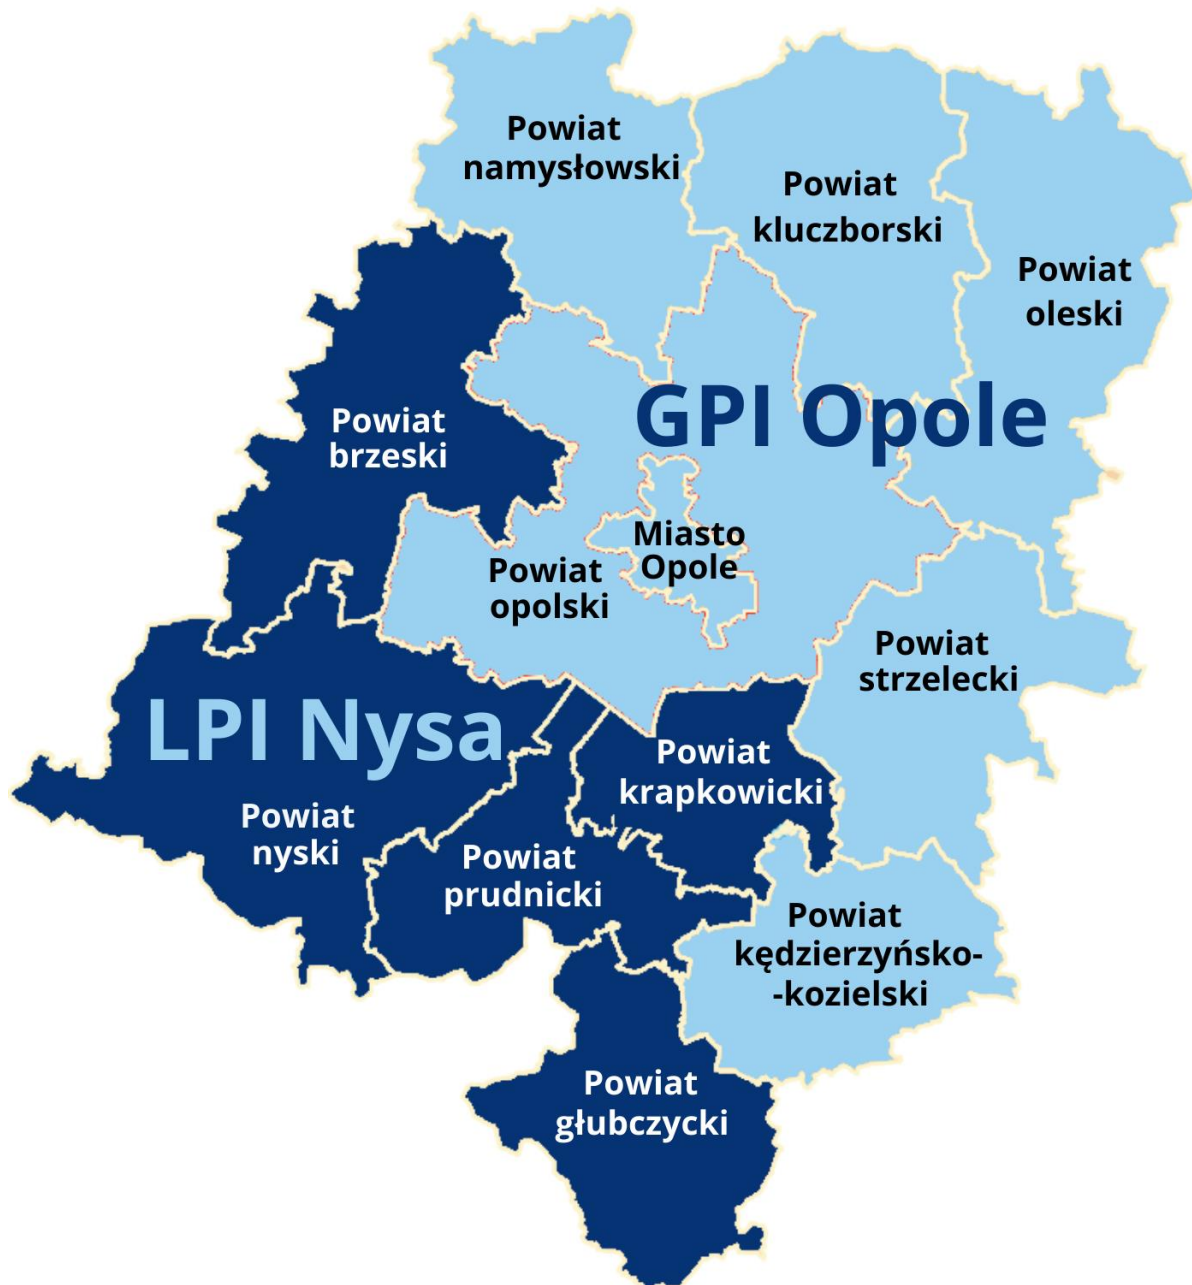 Powiat
namysłowski
Powiat
kluczborski
Powiat
oleski
Powiat
brzeski
GPI Opole
Miasto
Opole
Powiat
opolski
Powiat
strzelecki
LPI Nysa
Powiat
krapkowicki
Powiat
nyski
Powiat
prudnicki
Powiat
kędzierzyńsko-
-kozielski
Powiat
głubczycki